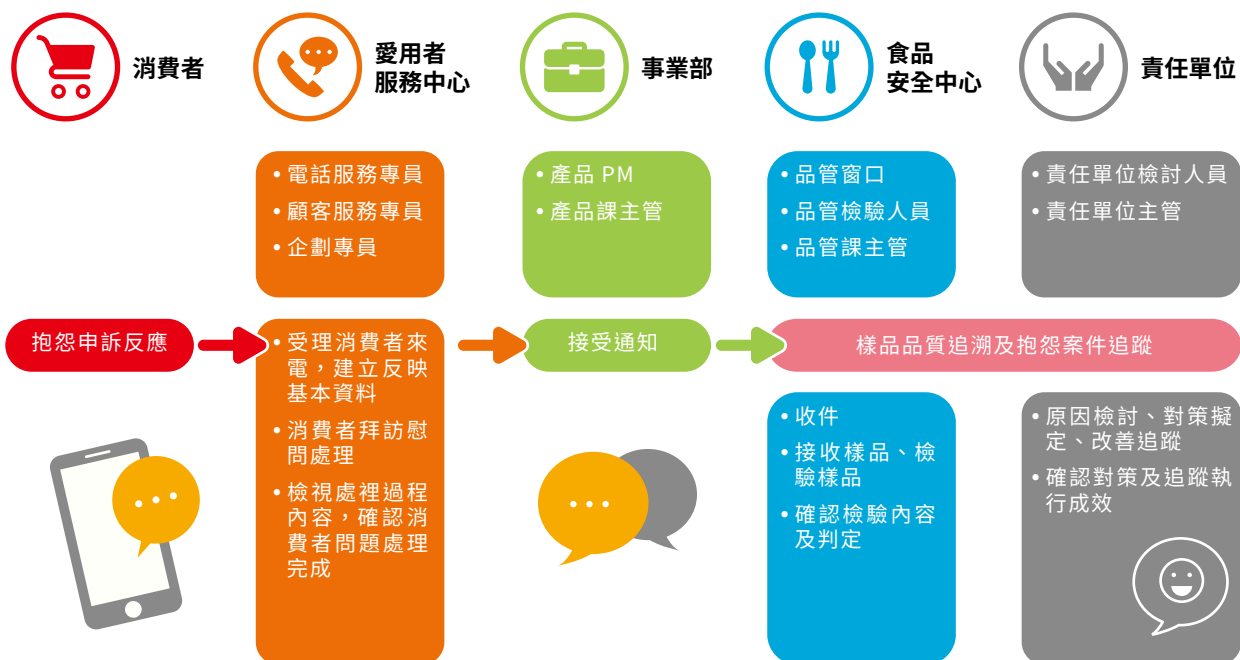 消費者
愛用者
服務中心
事業部
食品
安全中心
責任單位
• 電話服務專員
• 顧客服務專員
• 企劃專員
• 產品 PM
• 產品課主管
• 品管窗口
• 品管檢驗人員
• 品管課主管
• 責任單位檢討人員
• 責任單位主管
抱怨申訴反應
• 受理消費者來
電，建立反映
基本資料
• 消費者拜訪慰
問處理
• 檢視處裡過程
內容，確認消
費者問題處理
完成
接受通知
樣品品質追溯及抱怨案件追蹤
• 收件
• 接收樣品、檢
驗樣品
• 確認檢驗內容
及判定
• 原因檢討、對策擬
定、改善追蹤
• 確認對策及追蹤執
行成效